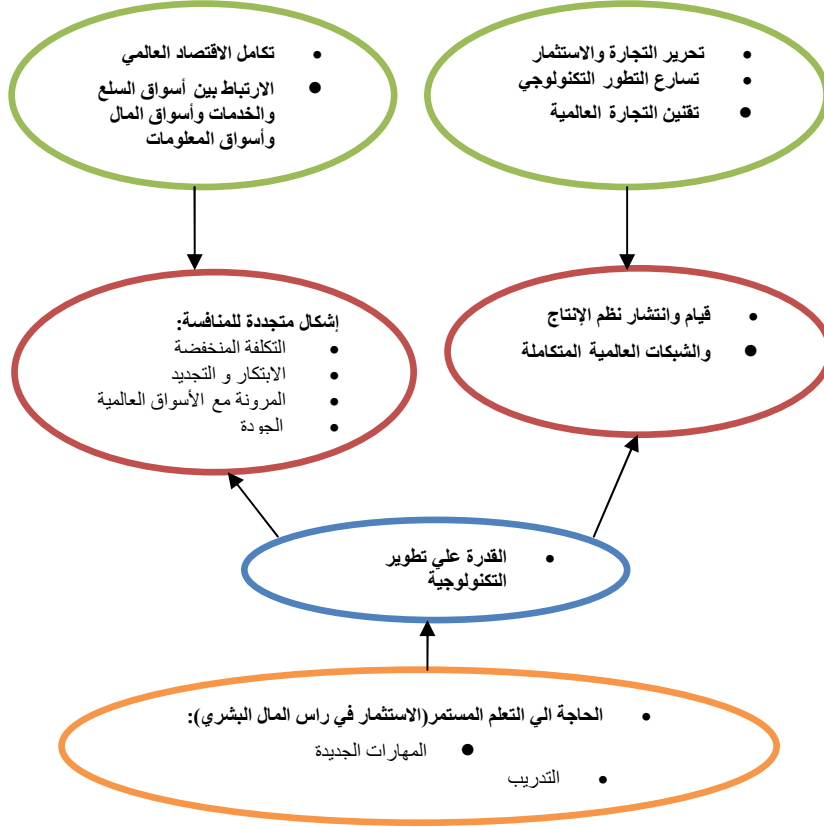 تحرير التجارة والاستثمار
تسارع التطور التكنولوجي
تقنين التجارة العالمية
تكامل الاقتصاد العالمي
الارتباط بين أسواق السلع
والخدمات وأسواق المال
وأسواق المعلومات
قيام وانتشار نظم الإنتاج
والشبكات العالمية المتكاملة
إشكال متجددة للمنافسة:
التكلفة المنخفضة
الابتكار و التجديد
المرونة مع الأسواق العالمية
الجودة
القدرة علي تطوير
التكنولوجية
الحاجة الي التعلم المستمر(الاستثمار في راس المال البشري):
المهارات الجديدة
التدريب